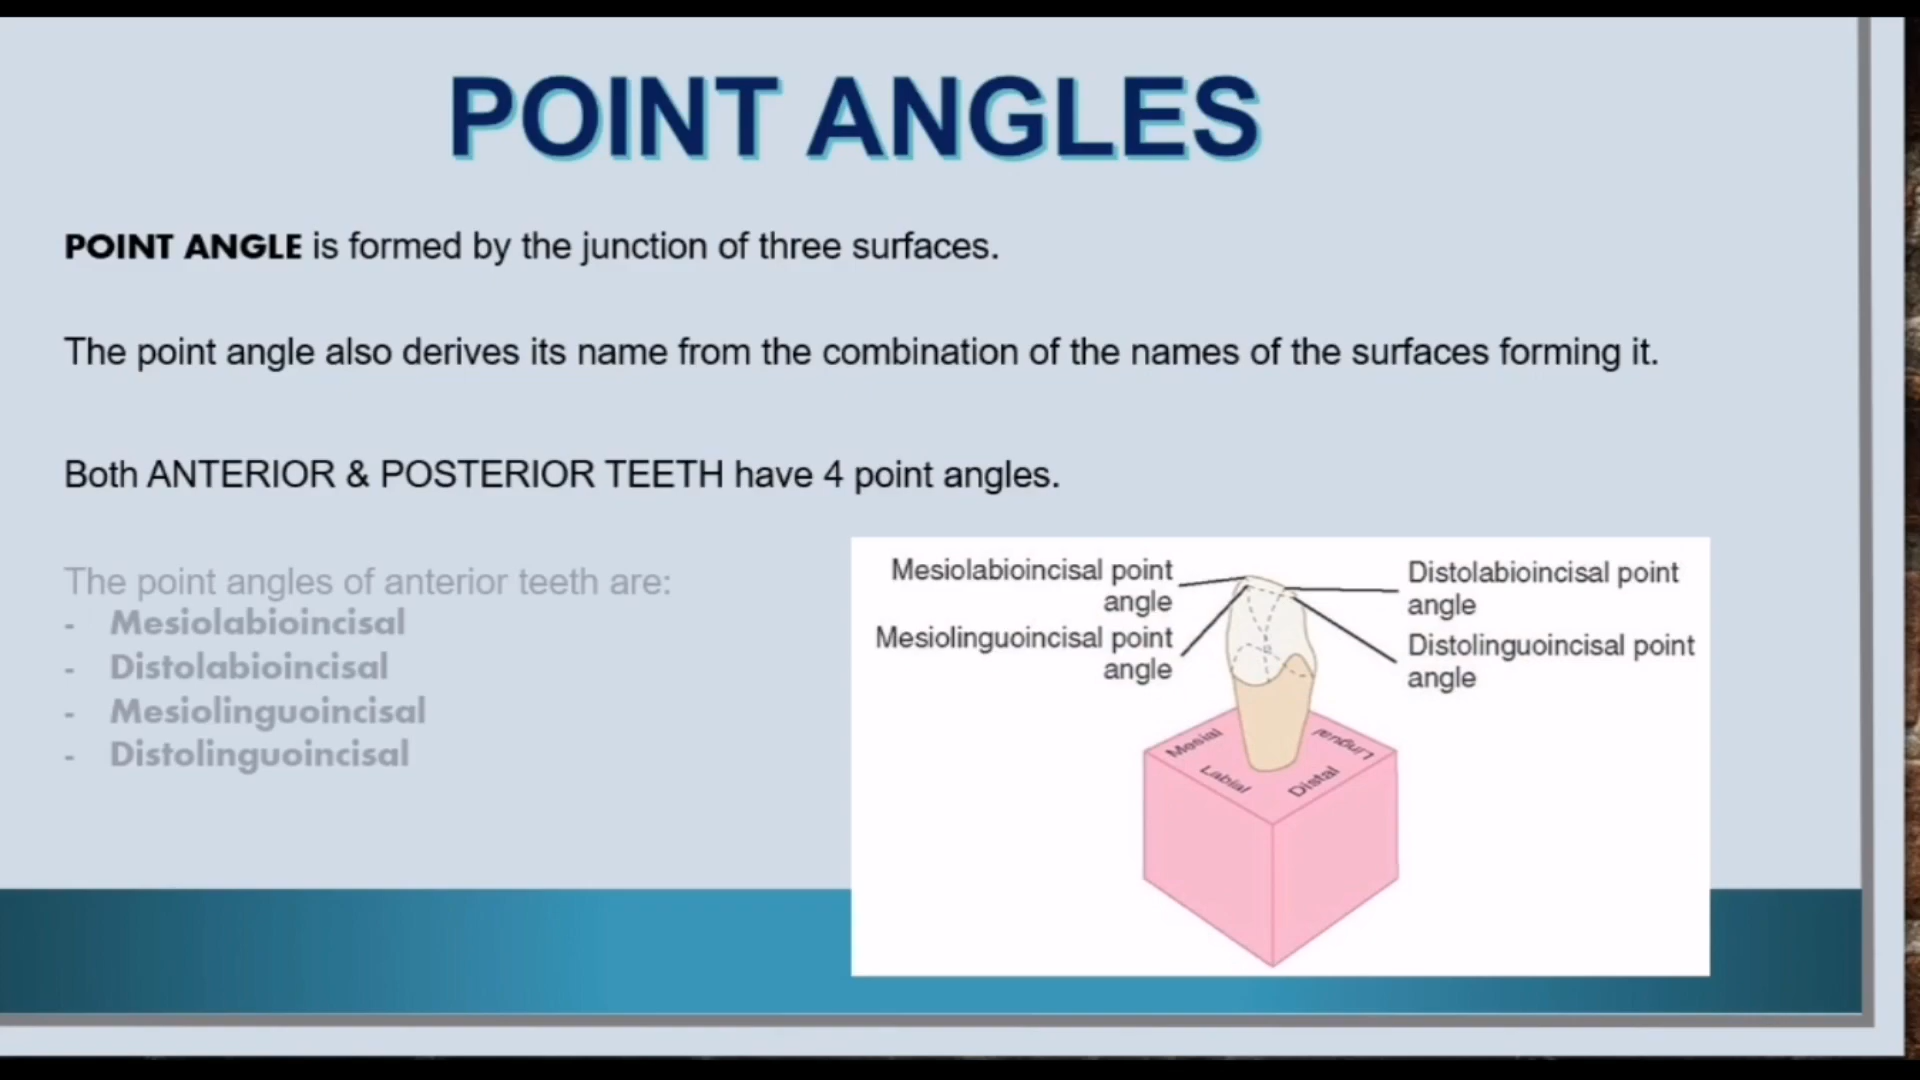 POINT ANGLES
POINT ANGLE is formed by the junction of three surfaces.
The point angle also derives its name from the combination of the names of the surfaces forming it.
Both ANTERIOR & POSTERIOR TEETH have 4 point angles.
The point angles of anterior teeth are:
- Mesiolabioincisal
- Distolabioincisal
- Mesiolinguoincisal
- Distolinguoincisal
Mesiolabioincisal point
angle
Mesiolinguoincisal point
angle
Distolabioincisal point
angle
Distolinguoincisal point
angle
Mesial
Lingual
Labial
Distal